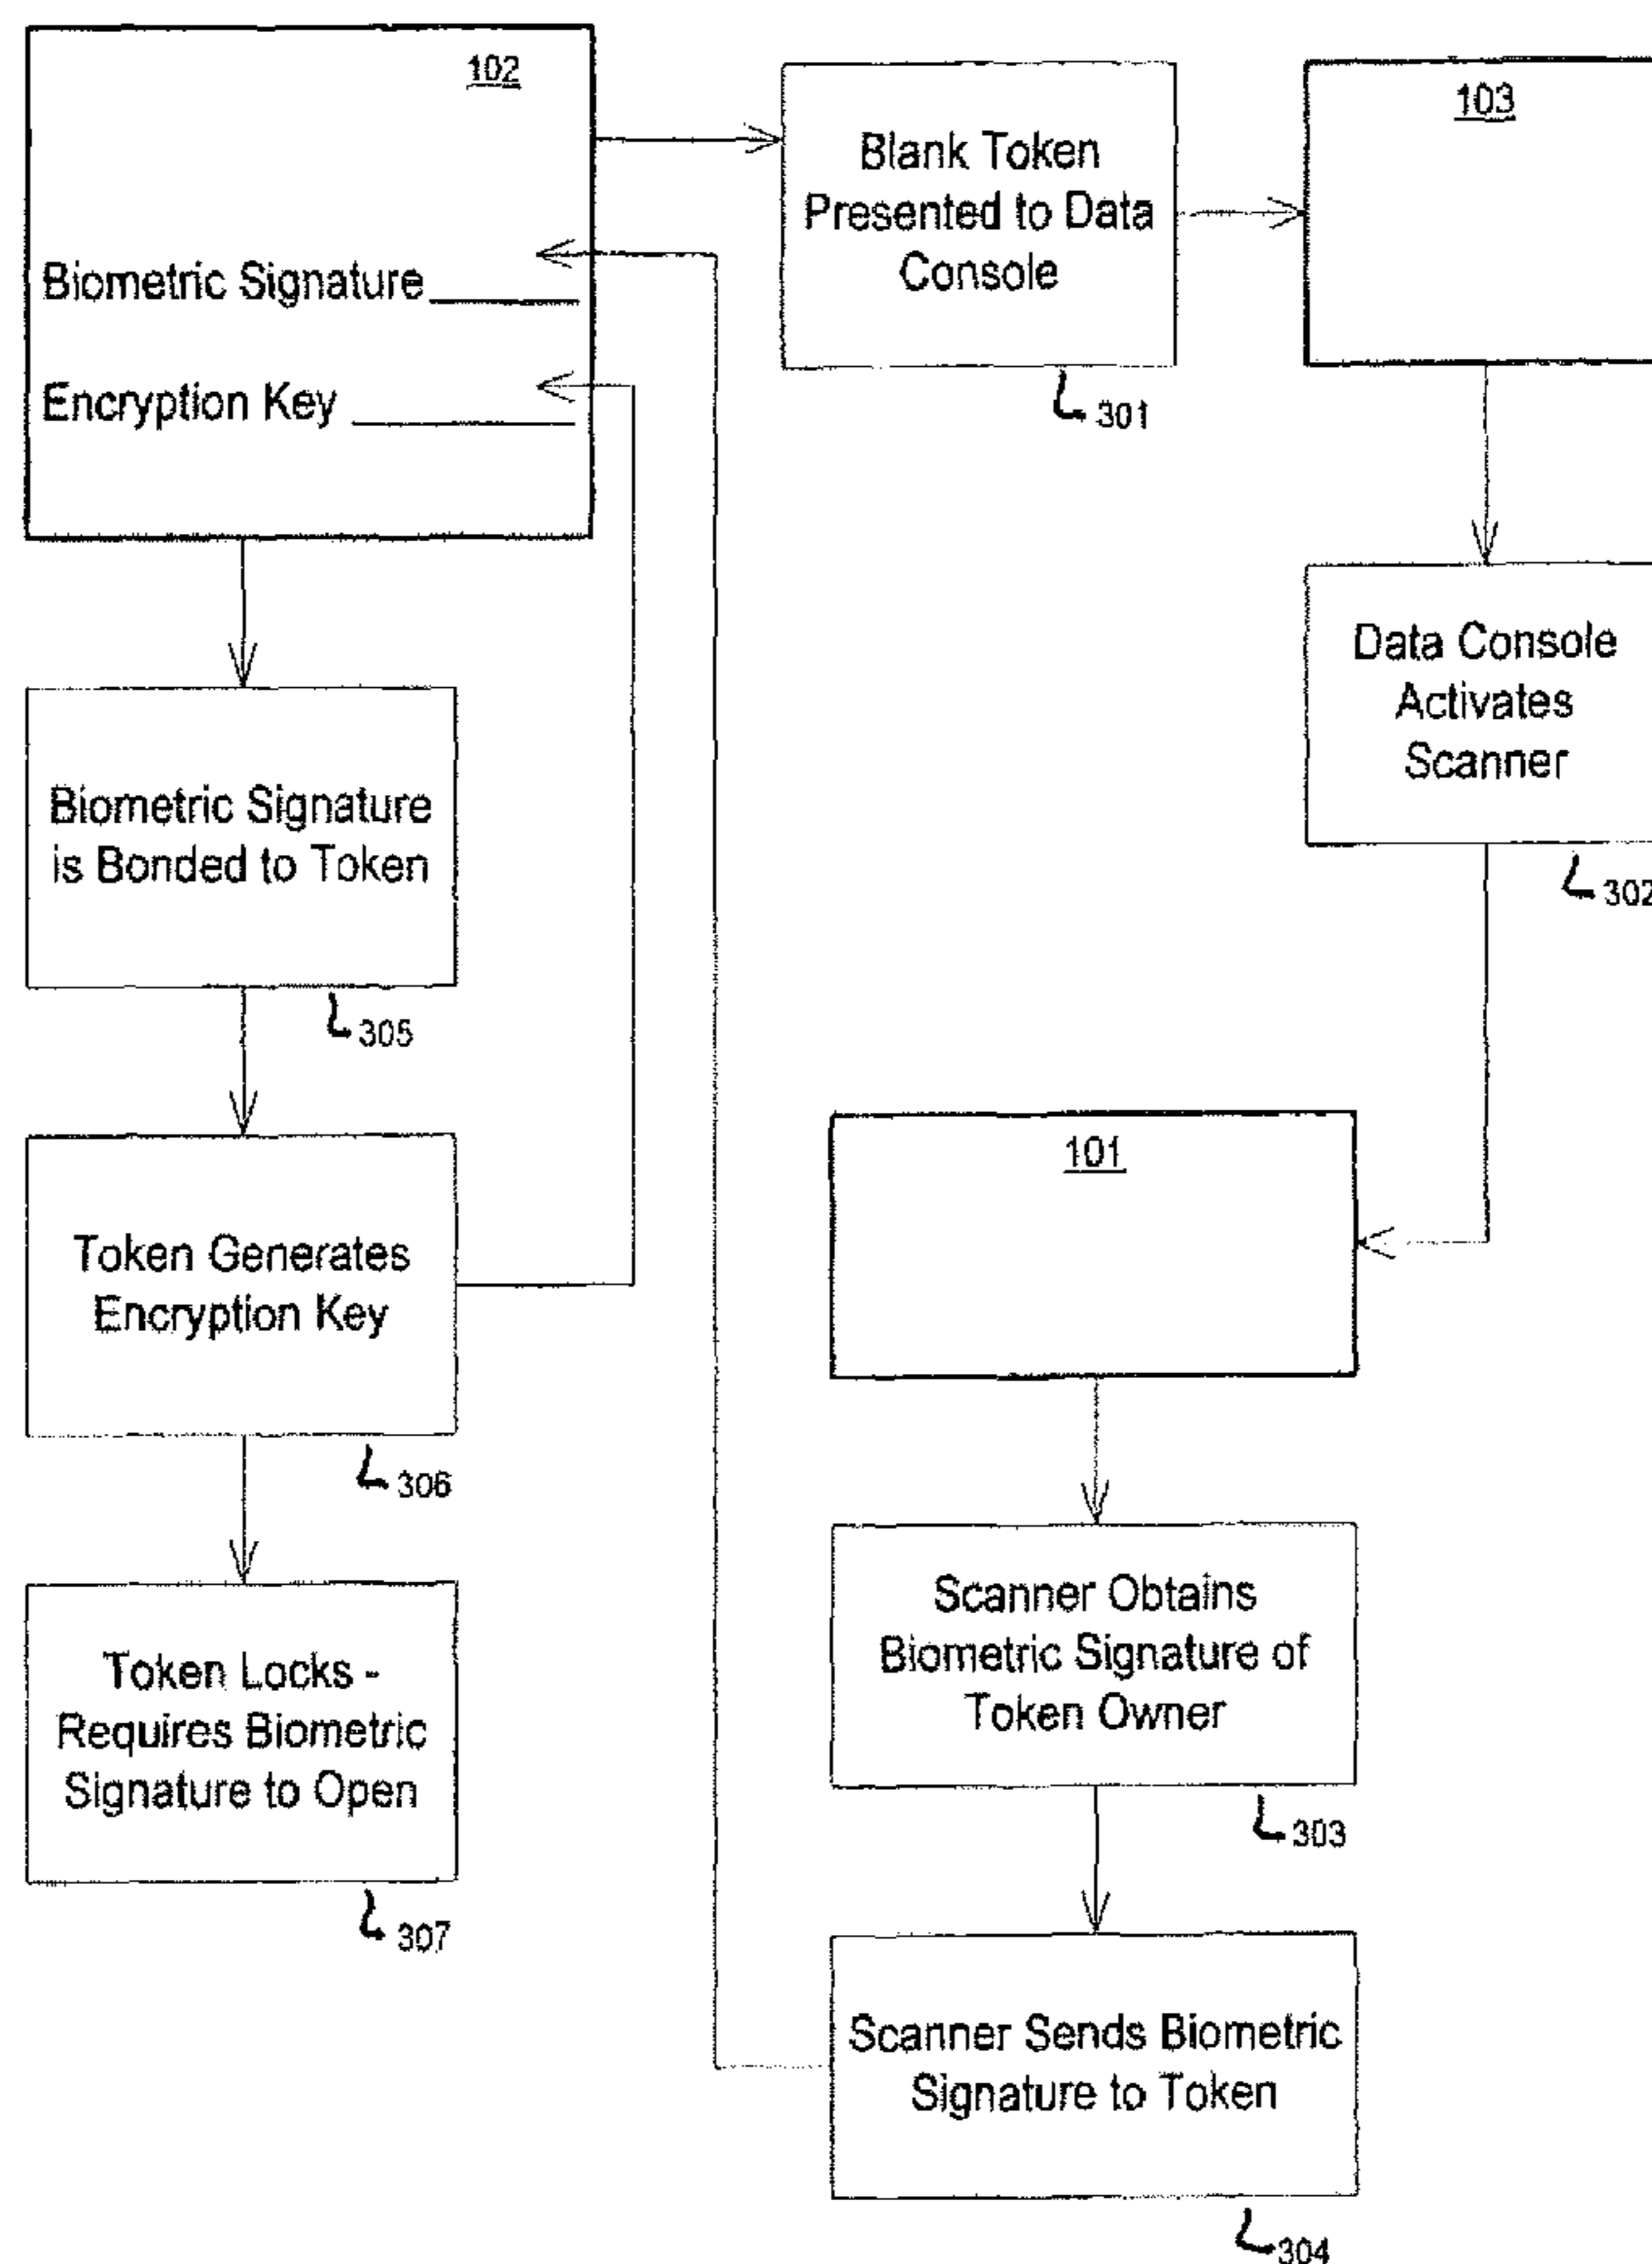 102
Biometric Signature
Encryption Key
Blank Token
Presented to Data
Console
301
103
Data Console
Activates
Scanner
302
Biometric Signature
is Bonded to Token
305
101
Token Generates
Encryption Key
306
Scanner Obtains
Biometric Signature of
Token Owner
303
Token Locks -
Requires Biometric
Signature to Open
307
Scanner Sends Biometric
Signature to Token
304